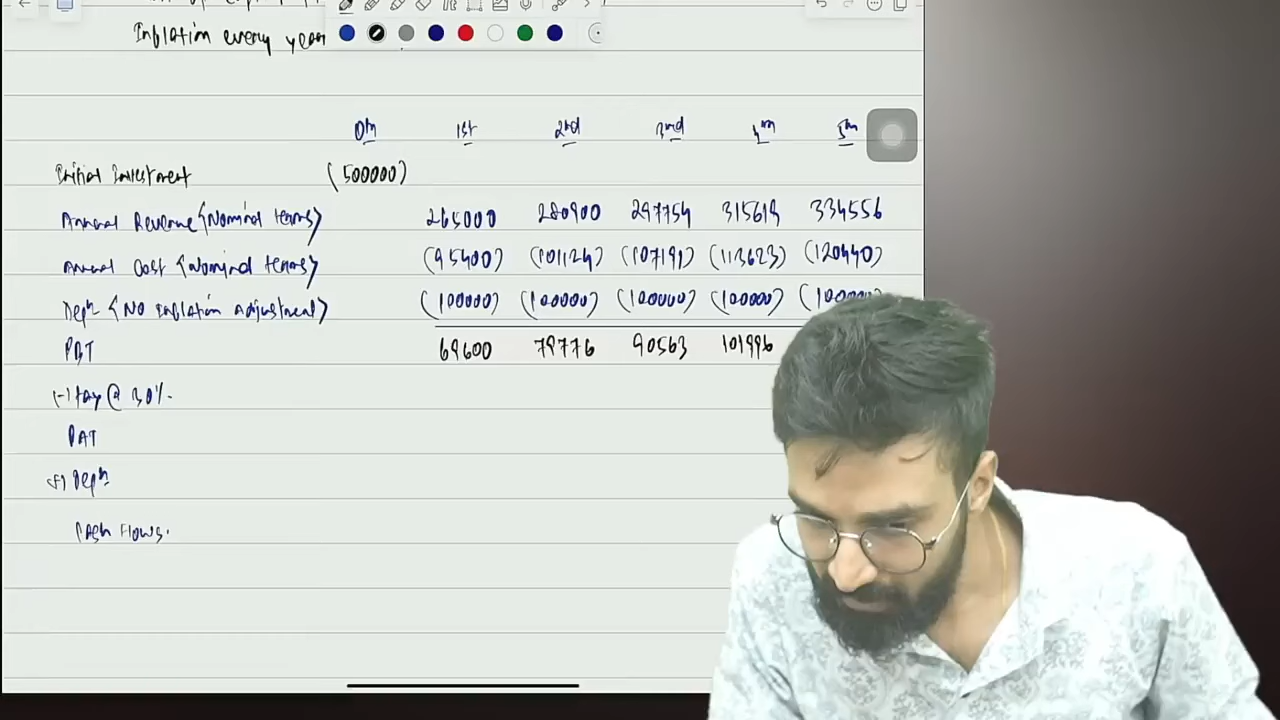 Inflation every year
0th 1st 2nd 3rd 4th 5th
Initial Investment (500000)
Annual Revenue {Nominal terms} 265000 280900 297754 315619 334556
Annual Cost {Nominal terms} (95400) (101124) (107191) (113623) (120440)
Depn {No Inflation Adjustment} (100000) (100000) (100000) (100000) (100000
PBT 69600 79776 90563 101996
(-) Tax @ 30%.
PAT
(+) Depn
Cash Flows.